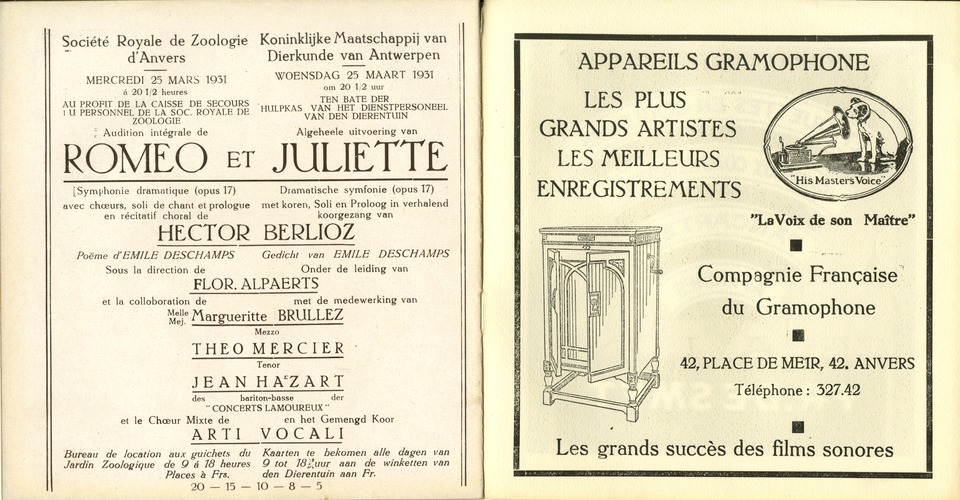 Société Royale de Zoologie
d'Anvers
MERCREDI 25 MARS 1931
á 20 1/2 heures
AU PROFIT DE LA CAISSE DE SECOURS
U PERSONNEL DE LA SOC. ROYALE DE
ZOOLOGIE
Audition intégrale de
Koninklijke Maatschappij van
Dierkunde van Antwerpen
WOENSDAG 25 MAART 1931
om 20 1/2 uur
TEN BATE DER
HULPKAS VAN HET DIENSTPERSONEEL
VAN DEN DIERENTUIN
Algeheele uitvoering van
ROMEO ET JULIETTE
[Symphonie dramatique (opus 17)
avec chœurs, soli de chant et prologue
en récitatif choral de
Dramatische symfonie (opus 17)
met koren, Soli en Proloog in verhalend
koorgezang van
HECTOR BERLIOZ
Poëme d'EMILE DESCHAMPS Gedicht van EMILE DESCHAMPS
Sous la direction de Onder de leiding van
FLOR. ALPAERTS
et la colloboration de met de medewerking van
Melle
Mej. Margueritte BRULLEZ
Mezzo
THEO MERCIER
Tenor
JEAN HAZART
des bariton-basse der
"CONCERTS LAMOUREUX"
et le Chœur Mixte de en het Gemengd Koor
ARTI VOCALI
Bureau de location aux guichets du
Jardin Zoologique de 9 á 18 heures
Places à Frs.
Kaarten te bekomen alle dagen van
9 tot 18 uur aan de winketten van
den Dierentuin aan Fr.
20 — 15 — 10 — 8 — 5
APPAREILS GRAMOPHONE
LES PLUS
GRANDS ARTISTES
LES MEILLEURS
ENREGISTREMENTS
"His Master's Voice"
"La Voix de son Maître"
Compagnie Française
du Gramophone
42, PLACE DE MEIR, 42. ANVERS
Téléphone : 327.42
Les grands succès des films sonores